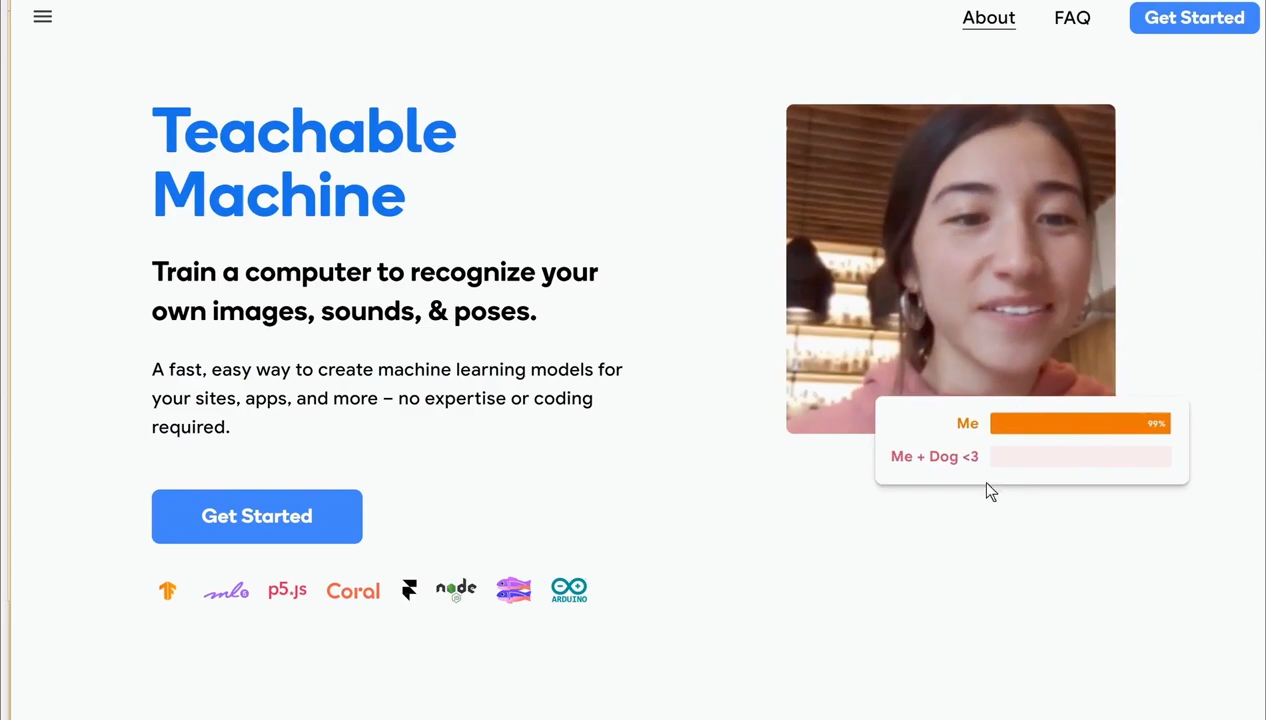 About FAQ Get Started
Teachable
Machine
Train a computer to recognize your
own images, sounds, & poses.
A fast, easy way to create machine learning models for
your sites, apps, and more – no expertise or coding
required.
Get Started
Me 99%
Me + Dog <3
ml5 p5.js Coral node ARDUINO